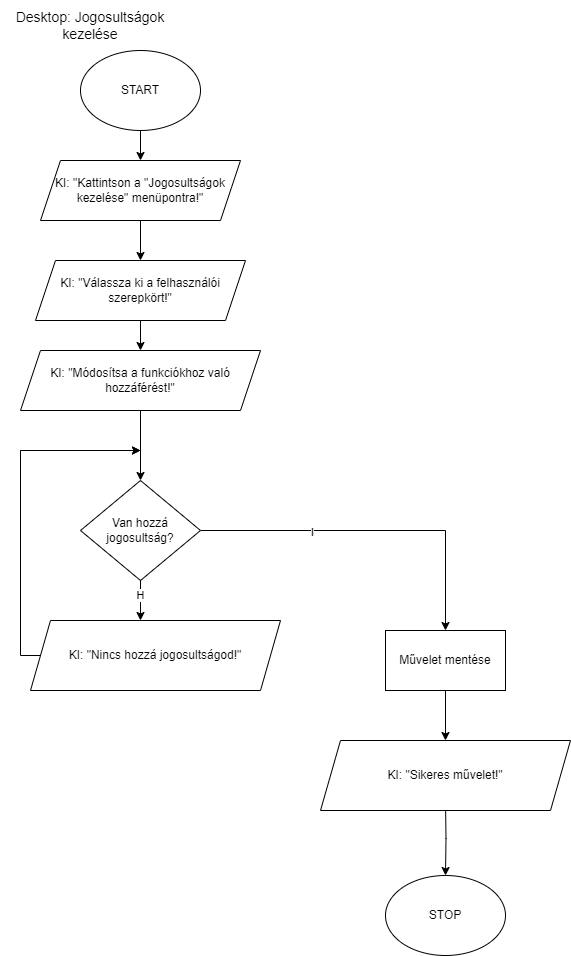 Desktop: Jogosultságok
kezelése
START
KI: "Kattintson a "Jogosultságok
kezelése" menüpontra!"
KI: "Válassza ki a felhasználói
szerepkört!"
KI: "Módosítsa a funkciókhoz való
hozzáférést!"
Van hozzá
jogosultság?
i
H
KI: "Nincs hozzá jogosultságod!"
Művelet mentése
KI: "Sikeres művelet!"
STOP